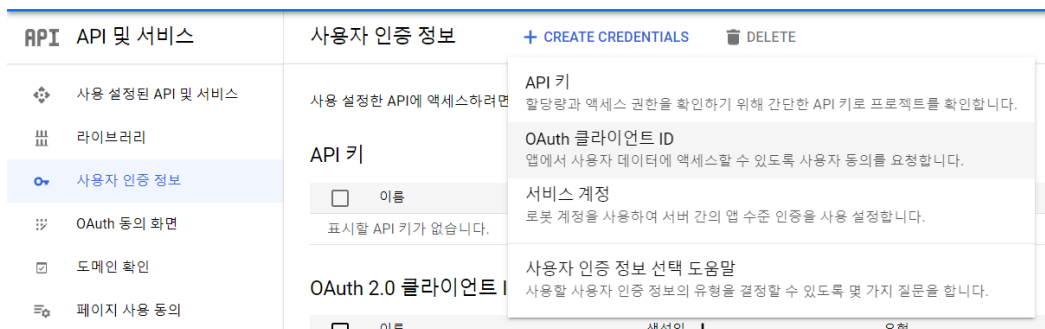 API API 및 서비스
사용자 인증 정보
+ CREATE CREDENTIALS
DELETE
사용 설정된 API 및 서비스
라이브러리
사용자 인증 정보
OAuth 동의 화면
도메인 확인
페이지 사용 동의
사용 설정한 API에 액세스하려면
API 키
이름
표시할 API 키가 없습니다.
OAuth 2.0 클라이언트 I
이름
생성일
유형
API 키
할당량과 액세스 권한을 확인하기 위해 간단한 API 키로 프로젝트를 확인합니다.
OAuth 클라이언트 ID
앱에서 사용자 데이터에 액세스할 수 있도록 사용자 동의를 요청합니다.
서비스 계정
로봇 계정을 사용하여 서버 간의 앱 수준 인증을 사용 설정합니다.
사용자 인증 정보 선택 도움말
사용할 사용자 인증 정보의 유형을 결정할 수 있도록 몇 가지 질문을 합니다.